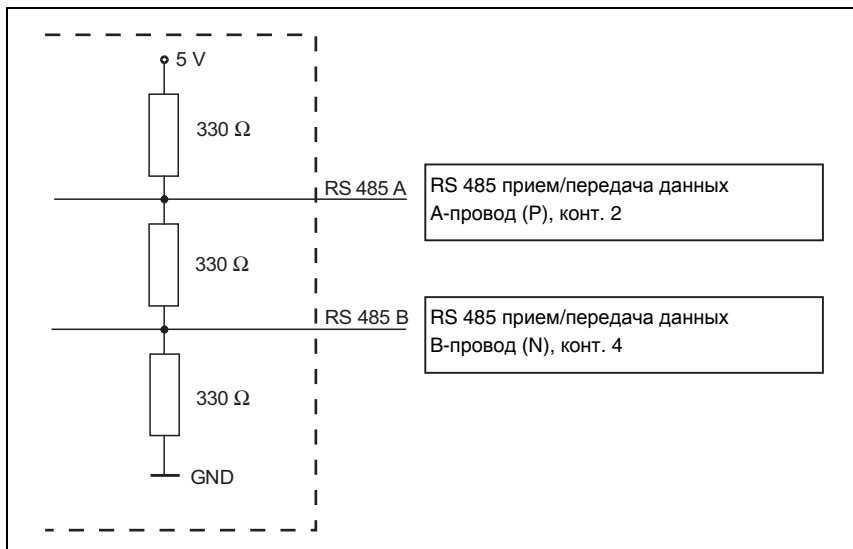 5 V
330 Ω
RS 485 A
RS 485 прием/передача данных
А-провод (P), конт. 2
330 Ω
RS 485 B
RS 485 прием/передача данных
В-провод (N), конт. 4
330 Ω
GND